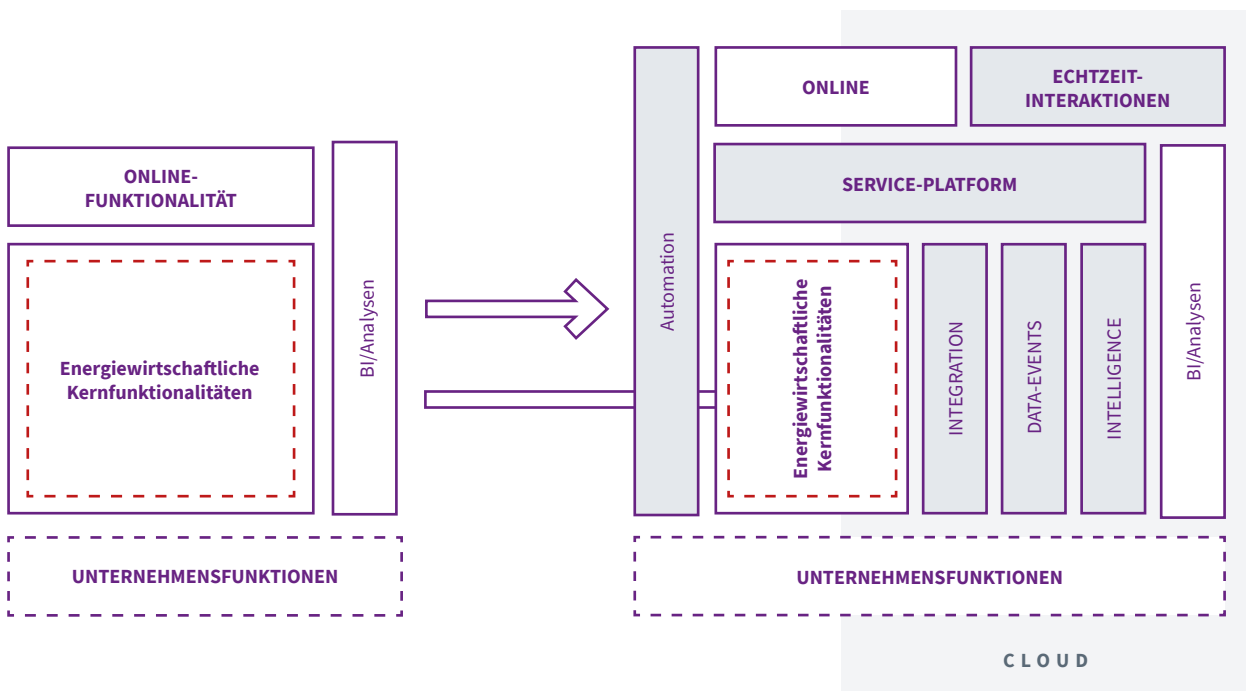 ONLINE-
FUNKTIONALITÄT
Energiewirtschaftliche
Kernfunktionalitäten
BI/Analysen
UNTERNEHMENSFUNKTIONEN
Automation
ONLINE
ECHTZEIT-
INTERAKTIONEN
SERVICE-PLATFORM
Energiewirtschaftliche
Kernfunktionalitäten
INTEGRATION
DATA-EVENTS
INTELLIGENCE
BI/Analysen
UNTERNEHMENSFUNKTIONEN
CLOUD